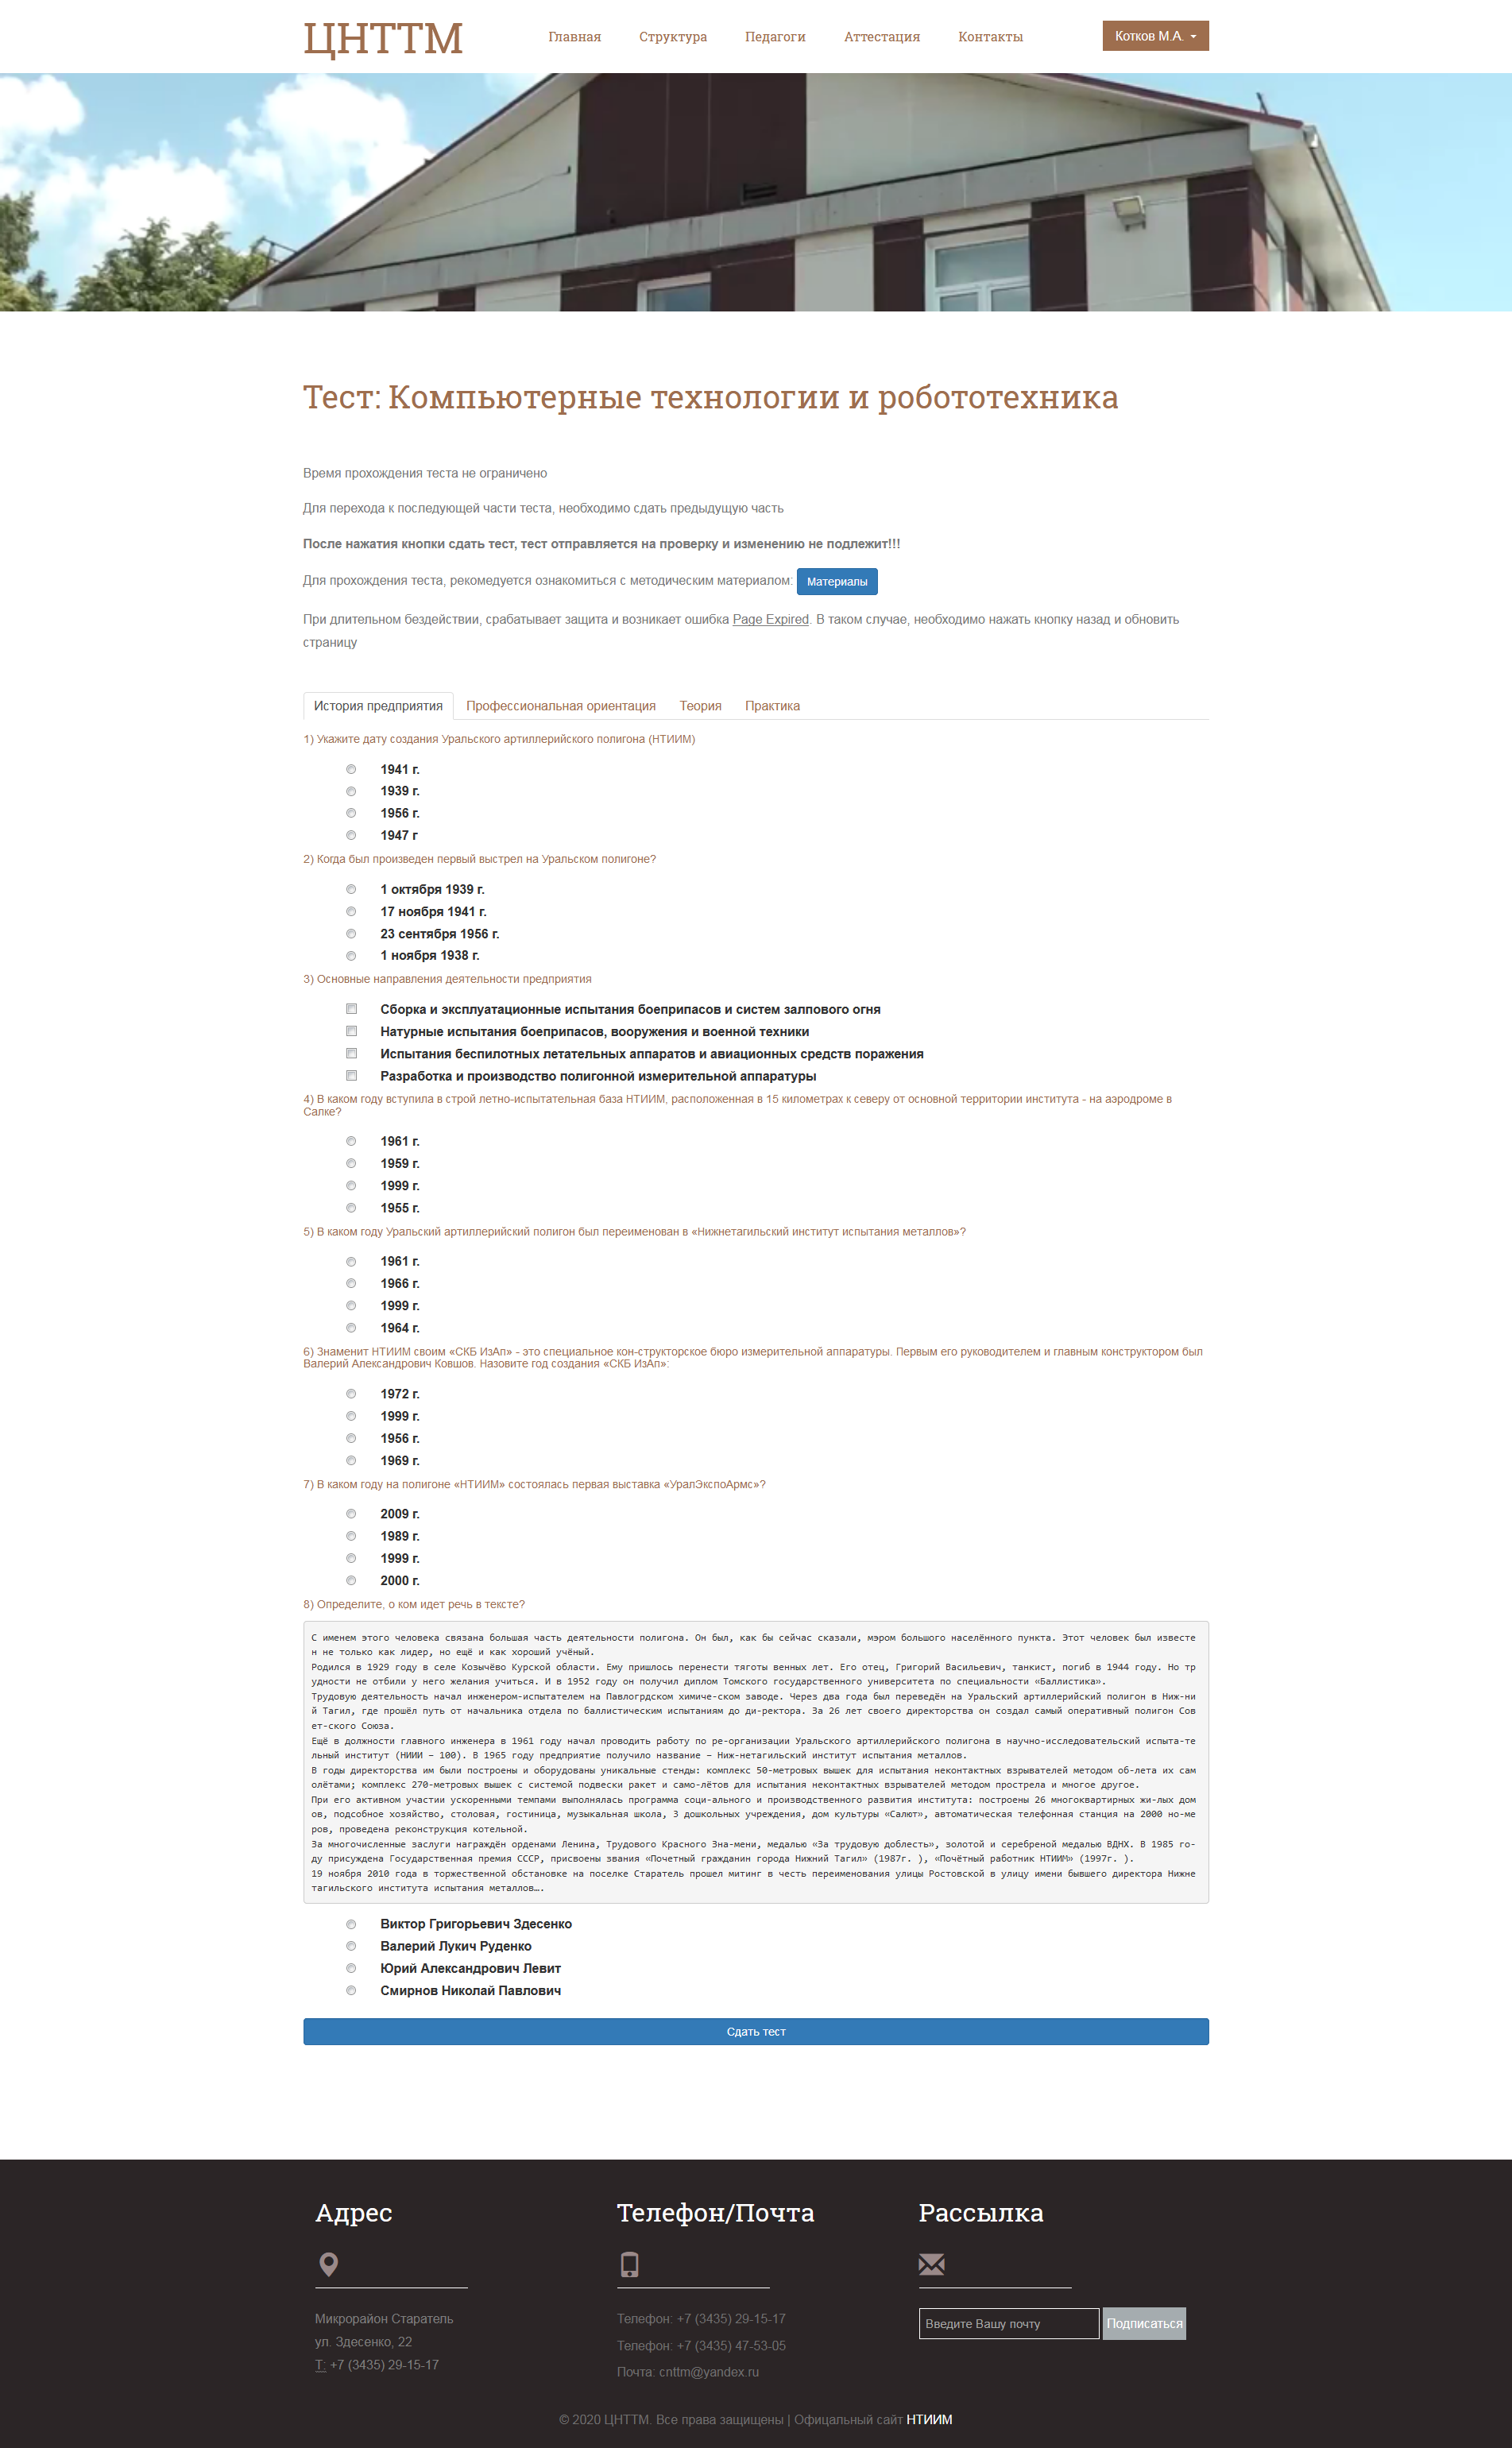 ЦНТТМ
Главная
Структура
Педагоги
Аттестация
Контакты
Котков М.А.
Тест: Компьютерные технологии и робототехника
Время прохождения теста не ограничено
Для перехода к последующей части теста, необходимо сдать предыдущую часть
После нажатия кнопки сдать тест, тест отправляется на проверку и изменению не подлежит!!!
Для прохождения теста, рекомедуется ознакомиться с методическим материалом: Материалы
При длительном бездействии, срабатывает защита и возникает ошибка Page Expired. В таком случае, необходимо нажать кнопку назад и обновить
страницу
История предприятия
Профессиональная ориентация
Теория
Практика
1) Укажите дату создания Уральского артиллерийского полигона (НТИИМ)
1941 г.
1939 г.
1956 г.
1947 г
2) Когда был произведен первый выстрел на Уральском полигоне?
1 октября 1939 г.
17 ноября 1941 г.
23 сентября 1956 г.
1 ноября 1938 г.
3) Основные направления деятельности предприятия
Сборка и эксплуатационные испытания боеприпасов и систем залпового огня
Натурные испытания боеприпасов, вооружения и военной техники
Испытания беспилотных летательных аппаратов и авиационных средств поражения
Разработка и производство полигонной измерительной аппаратуры
4) В каком году вступила в строй летно-испытательная база НТИИМ, расположенная в 15 километрах к северу от основной территории института - на аэродроме в
Салке?
1961 г.
1959 г.
1999 г.
1955 г.
5) В каком году Уральский артиллерийский полигон был переименован в «Нижнетагильский институт испытания металлов»?
1961 г.
1966 г.
1999 г.
1964 г.
6) Знаменит НТИИМ своим «СКБ ИзАп» - это специальное кон-структорское бюро измерительной аппаратуры. Первым его руководителем и главным конструктором был
Валерий Александрович Ковшов. Назовите год создания «СКБ ИзАп»:
1972 г.
1999 г.
1956 г.
1969 г.
7) В каком году на полигоне «НТИИМ» состоялась первая выставка «УралЭкспоАрмс»?
2009 г.
1989 г.
1999 г.
2000 г.
8) Определите, о ком идет речь в тексте?
С именем этого человека связана большая часть деятельности полигона. Он был, как бы сейчас сказали, мэром большого населённого пункта. Этот человек был известе
н не только как лидер, но ещё и как хороший учёный.
Родился в 1929 году в селе Козычёво Курской области. Ему пришлось перенести тяготы венных лет. Его отец, Григорий Васильевич, танкист, погиб в 1944 году. Но тр
удности не отбили у него желания учиться. И в 1952 году он получил диплом Томского государственного университета по специальности «Баллистика».
Трудовую деятельность начал инженером-испытателем на Павлогрдском химиче-ском заводе. Через два года был переведён на Уральский артиллерийский полигон в Ниж-ни
й Тагил, где прошёл путь от начальника отдела по баллистическим испытаниям до ди-ректора. За 26 лет своего директорства он создал самый оперативный полигон Сов
ет-ского Союза.
Ещё в должности главного инженера в 1961 году начал проводить работу по ре-организации Уральского артиллерийского полигона в научно-исследовательский испыта-те
льный институт (НИИИ – 100). В 1965 году предприятие получило название – Ниж-нетагильский институт испытания металлов.
В годы директорства им были построены и оборудованы уникальные стенды: комплекс 50-метровых вышек для испытания неконтактных взрывателей методом об-лета их сам
олётами; комплекс 270-метровых вышек с системой подвески ракет и само-лётов для испытания неконтактных взрывателей методом прострела и многое другое.
При его активном участии ускоренными темпами выполнялась программа соци-ального и производственного развития института: построены 26 многоквартирных жи-лых дом
ов, подсобное хозяйство, столовая, гостиница, музыкальная школа, 3 дошкольных учреждения, дом культуры «Салют», автоматическая телефонная станция на 2000 но-ме
ров, проведена реконструкция котельной.
За многочисленные заслуги награждён орденами Ленина, Трудового Красного Зна-мени, медалью «За трудовую доблесть», золотой и серебреной медалью ВДНХ. В 1985 го-
ду присуждена Государственная премия СССР, присвоены звания «Почетный гражданин города Нижний Тагил» (1987г. ), «Почётный работник НТИИМ» (1997г. ).
19 ноября 2010 года в торжественной обстановке на поселке Старатель прошел митинг в честь переименования улицы Ростовской в улицу имени бывшего директора Нижне
тагильского института испытания металлов….
Виктор Григорьевич Здесенко
Валерий Лукич Руденко
Юрий Александрович Левит
Смирнов Николай Павлович
Сдать тест
Адрес
Микрорайон Старатель
ул. Здесенко, 22
Т: +7 (3435) 29-15-17
Телефон/Почта
Телефон: +7 (3435) 29-15-17
Телефон: +7 (3435) 47-53-05
Почта: cnttm@yandex.ru
Рассылка
Введите Вашу почту
Подписаться
© 2020 ЦНТТМ. Все права защищены | Офицальный сайт НТИИМ